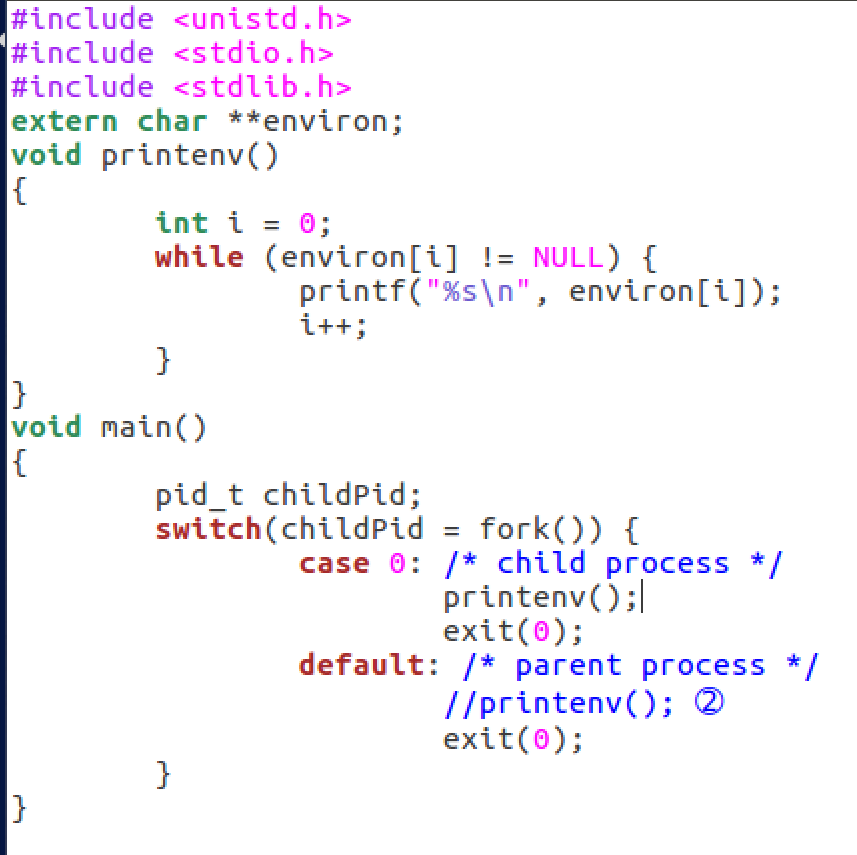 #include <unistd.h>
#include <stdio.h>
#include <stdlib.h>
extern char **environ;
void printenv()
{
        int i = 0;
        while (environ[i] != NULL) {
                printf("%s\n", environ[i]);
                i++;
        }
}
void main()
{
        pid_t childPid;
        switch(childPid = fork()) {
                case 0: /* child process */
                        printenv();
                        exit(0);
                default: /* parent process */
                        //printenv(); ②
                        exit(0);
        }
}